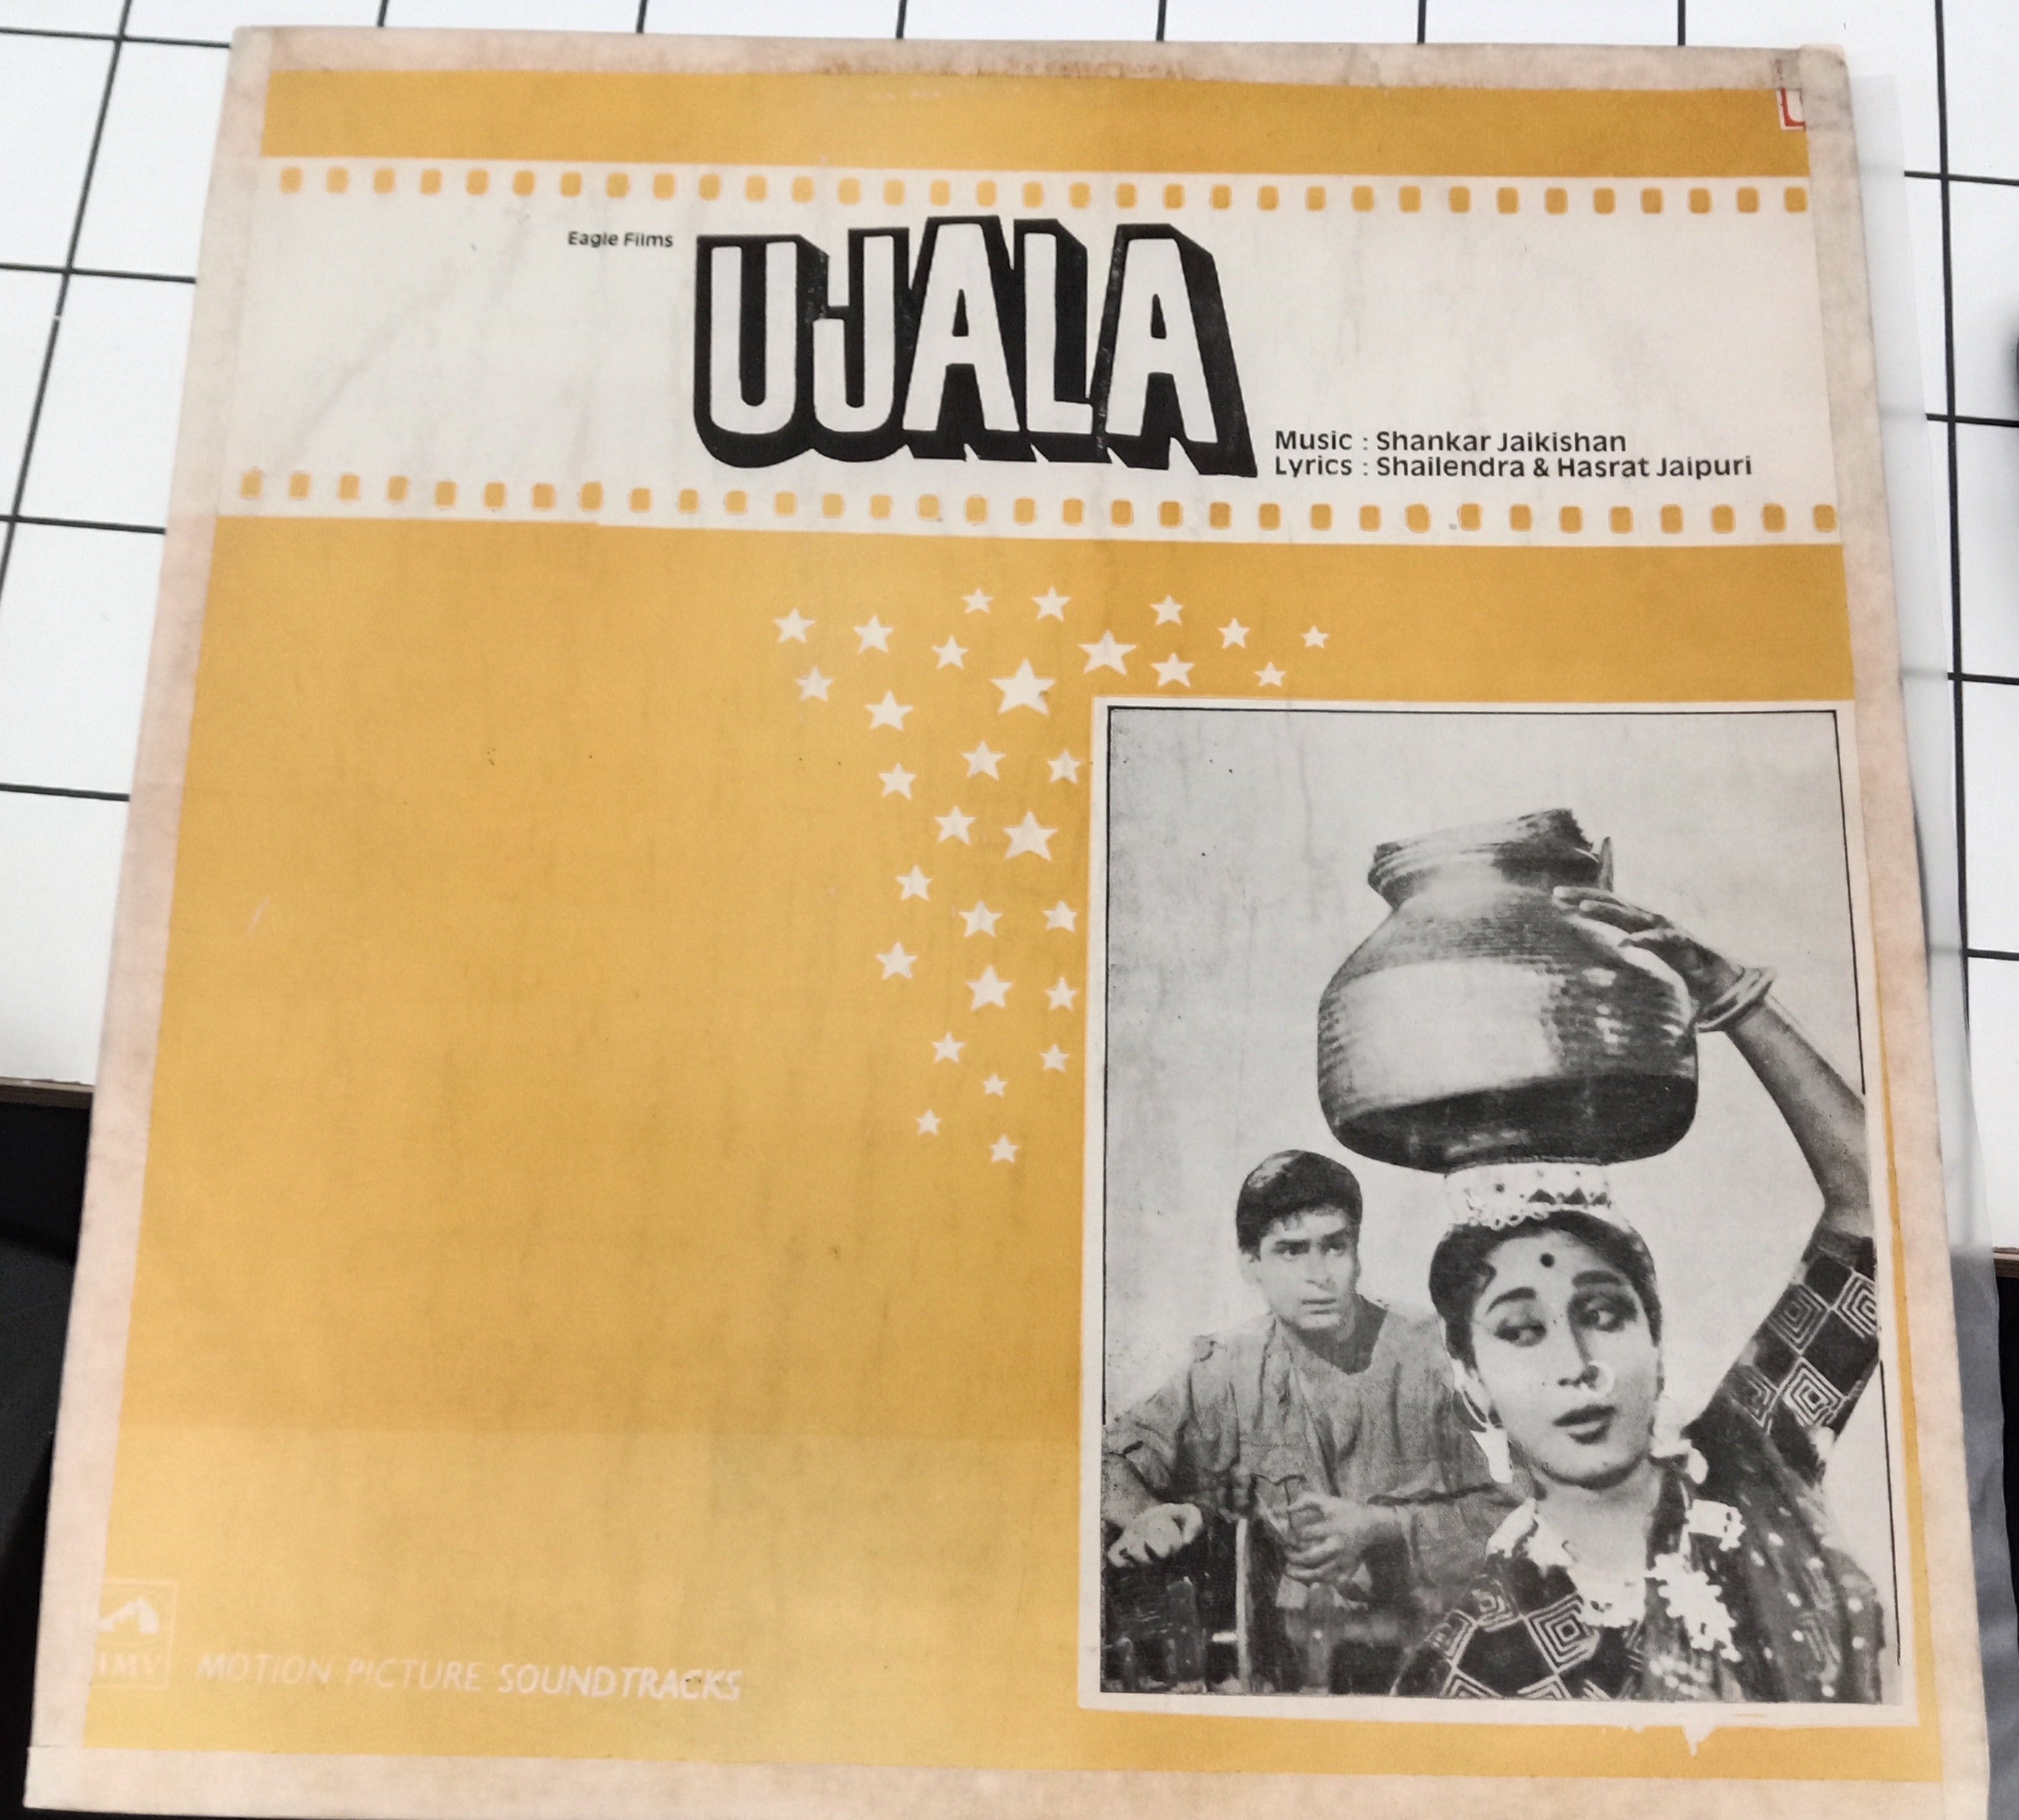 Eagle Films
UJALA
Music : Shankar Jaikishan
Lyrics : Shailendra & Hasrat Jaipuri
MOTION PICTURE SOUNDTRACKS